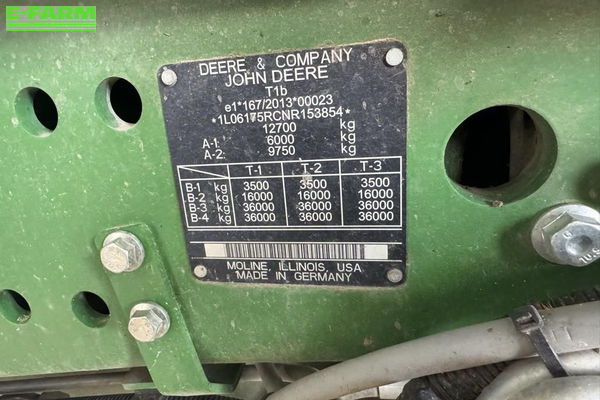 E-FARM
DEERE & COMPANY
JOHN DEERE
T1b
e1*167/2013*00023
*1L06175RCNR153854*
12700 kg
A-1: 6000 kg
A-2: 9750 kg
T-1 T-2 T-3
B-1 kg 3500 3500 3500
B-2 kg 16000 16000 16000
B-3 kg 36000 36000 36000
B-4 kg 36000 36000 36000
MOLINE, ILLINOIS, USA
MADE IN GERMANY